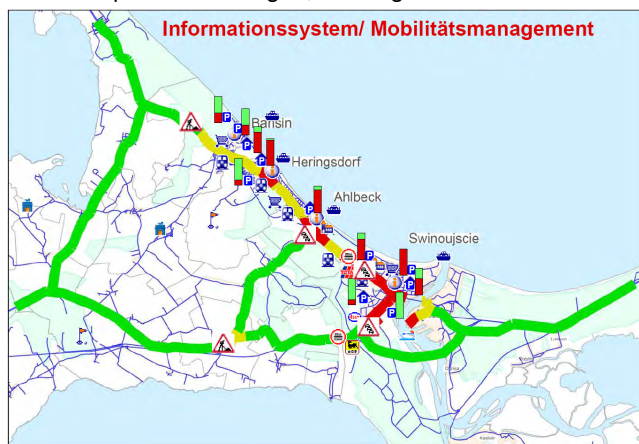 Informationssystem/ Mobilitätsmanagement
Bansin
Heringsdorf
Ahlbeck
Swinoujscie